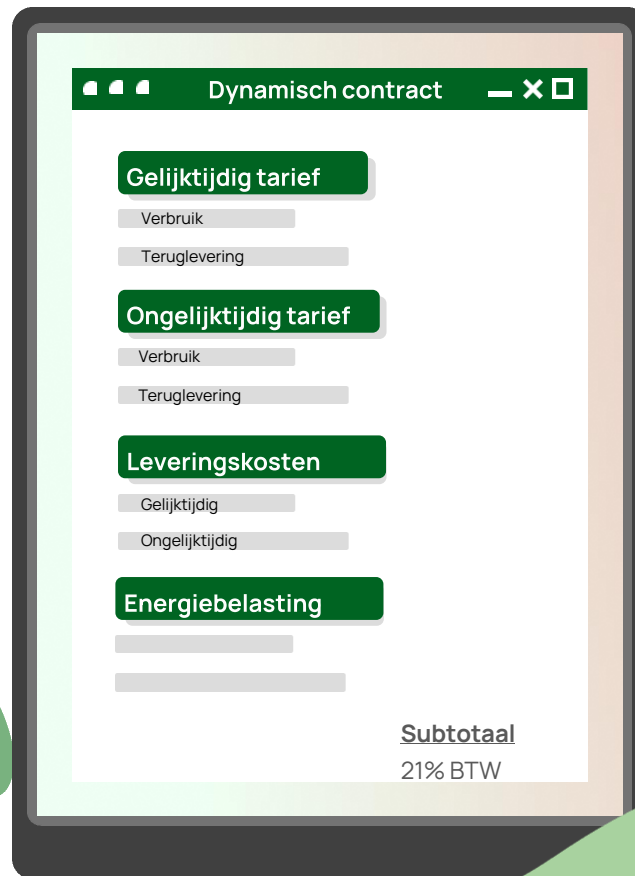 Dynamisch contract
Gelijktijdig tarief
Verbruik
Teruglevering
Ongelijktijdig tarief
Verbruik
Teruglevering
Leveringskosten
Gelijktijdig
Ongelijktijdig
Energiebelasting
Subtotaal
21% BTW